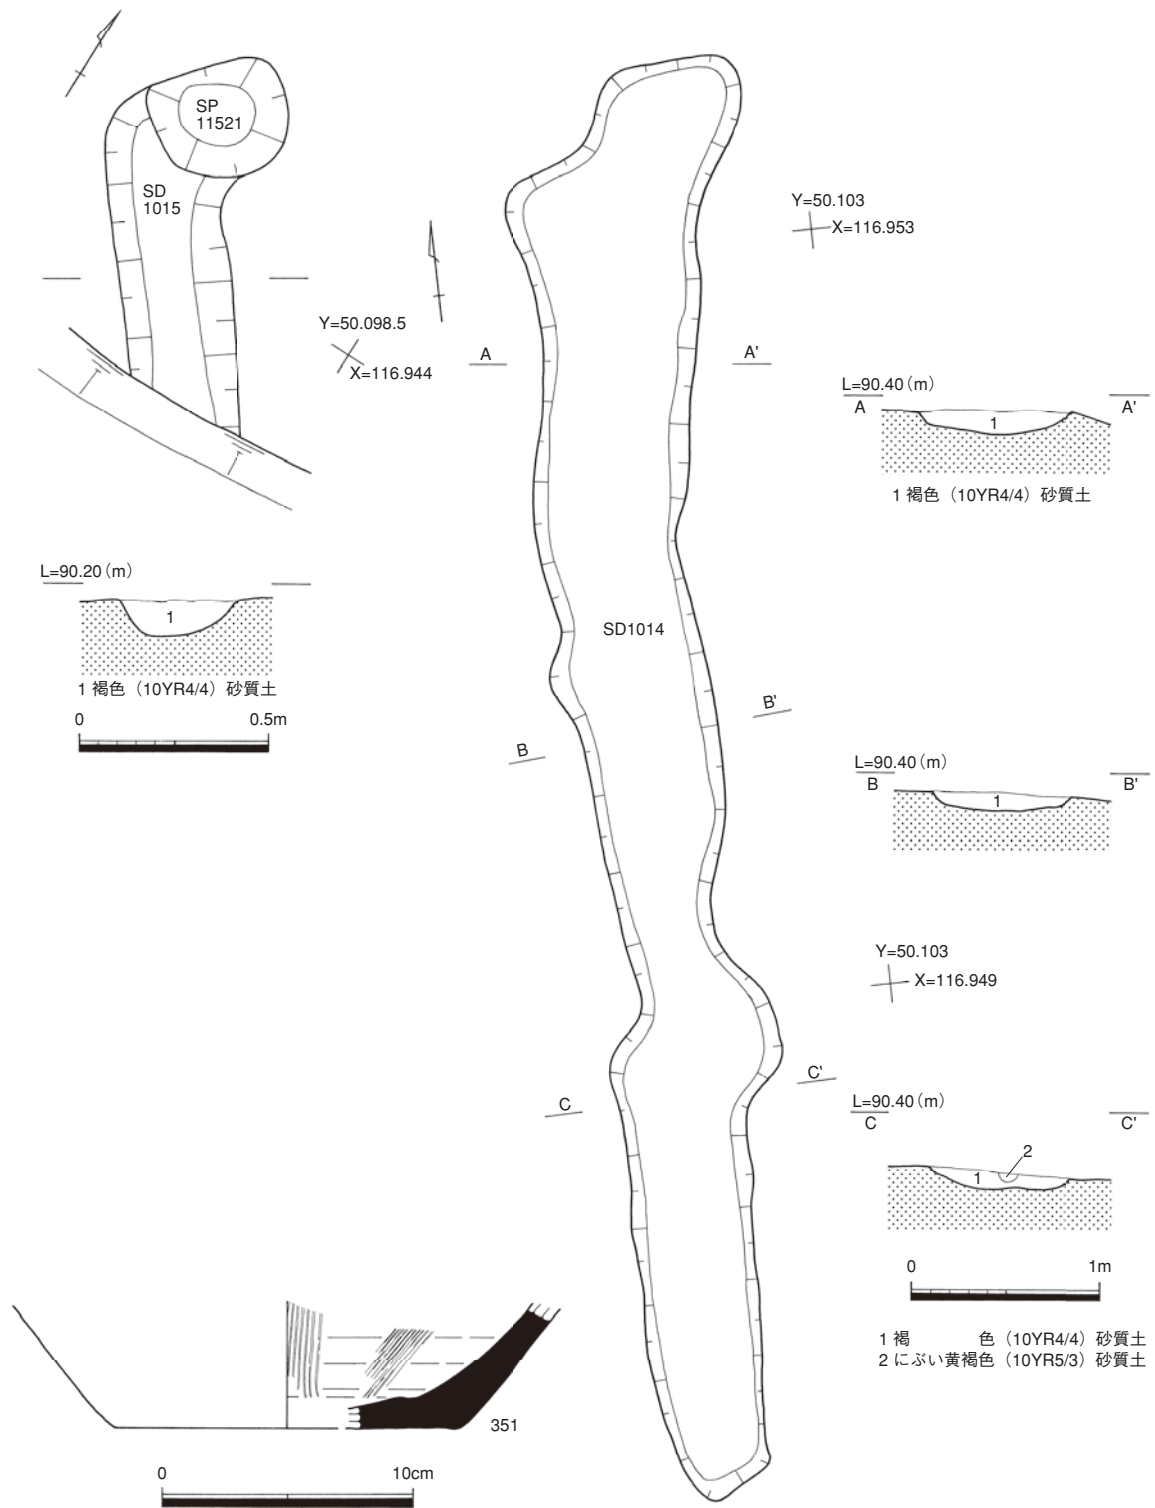 SP
11521
SD
1015
Y=50.098.5
X=116.944
L=90.20(m)
1
1 褐色（10YR4/4）砂質土
0 0.5m
Y=50.103
X=116.953
A A'
SD1014
B B'
Y=50.103
X=116.949
C C'
L=90.40(m)
A A'
1
1 褐色（10YR4/4）砂質土
L=90.40(m)
B B'
1
L=90.40(m)
C C'
2
1
0 1m
1 褐 色（10YR4/4）砂質土
2 にぶい黄褐色（10YR5/3）砂質土
351
0 10cm